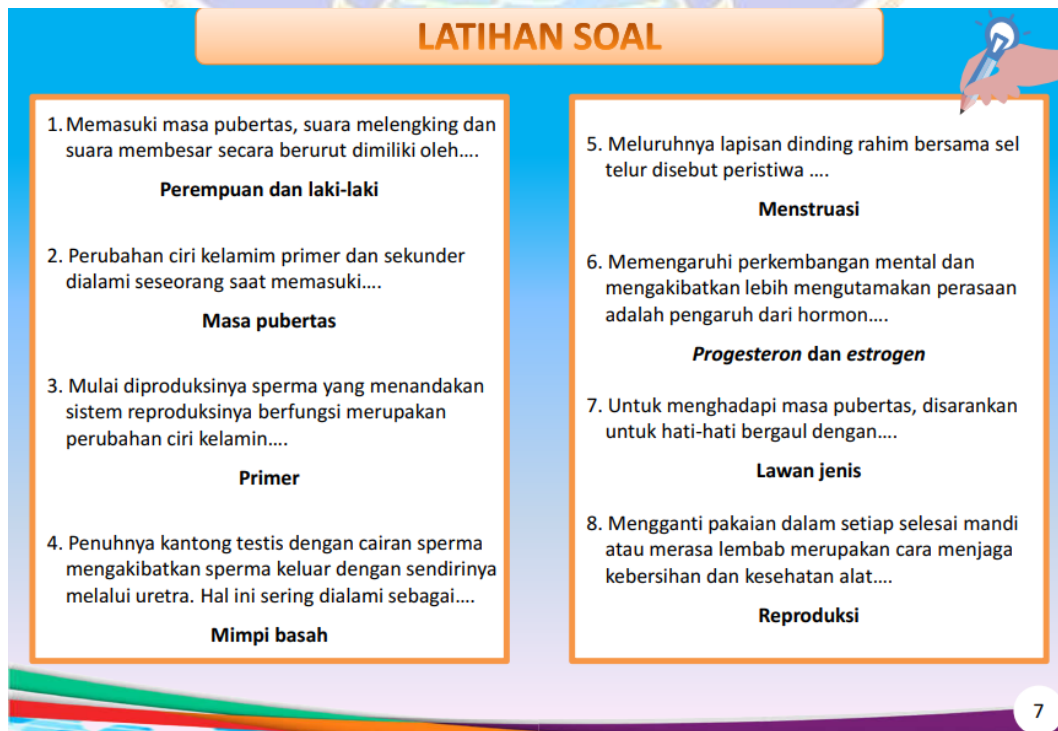 LATIHAN SOAL
1. Memasuki masa pubertas, suara melengking dan
suara membesar secara berurut dimiliki oleh....
Perempuan dan laki-laki
2. Perubahan ciri kelamim primer dan sekunder
dialami seseorang saat memasuki....
Masa pubertas
3. Mulai diproduksinya sperma yang menandakan
sistem reproduksinya berfungsi merupakan
perubahan ciri kelamin....
Primer
4. Penuhnya kantong testis dengan cairan sperma
mengakibatkan sperma keluar dengan sendirinya
melalui uretra. Hal ini sering dialami sebagai....
Mimpi basah
5. Meluruhnya lapisan dinding rahim bersama sel
telur disebut peristiwa ....
Menstruasi
6. Memengaruhi perkembangan mental dan
mengakibatkan lebih mengutamakan perasaan
adalah pengaruh dari hormon....
Progesteron dan estrogen
7. Untuk menghadapi masa pubertas, disarankan
untuk hati-hati bergaul dengan....
Lawan jenis
8. Mengganti pakaian dalam setiap selesai mandi
atau merasa lembab merupakan cara menjaga
kebersihan dan kesehatan alat....
Reproduksi
7